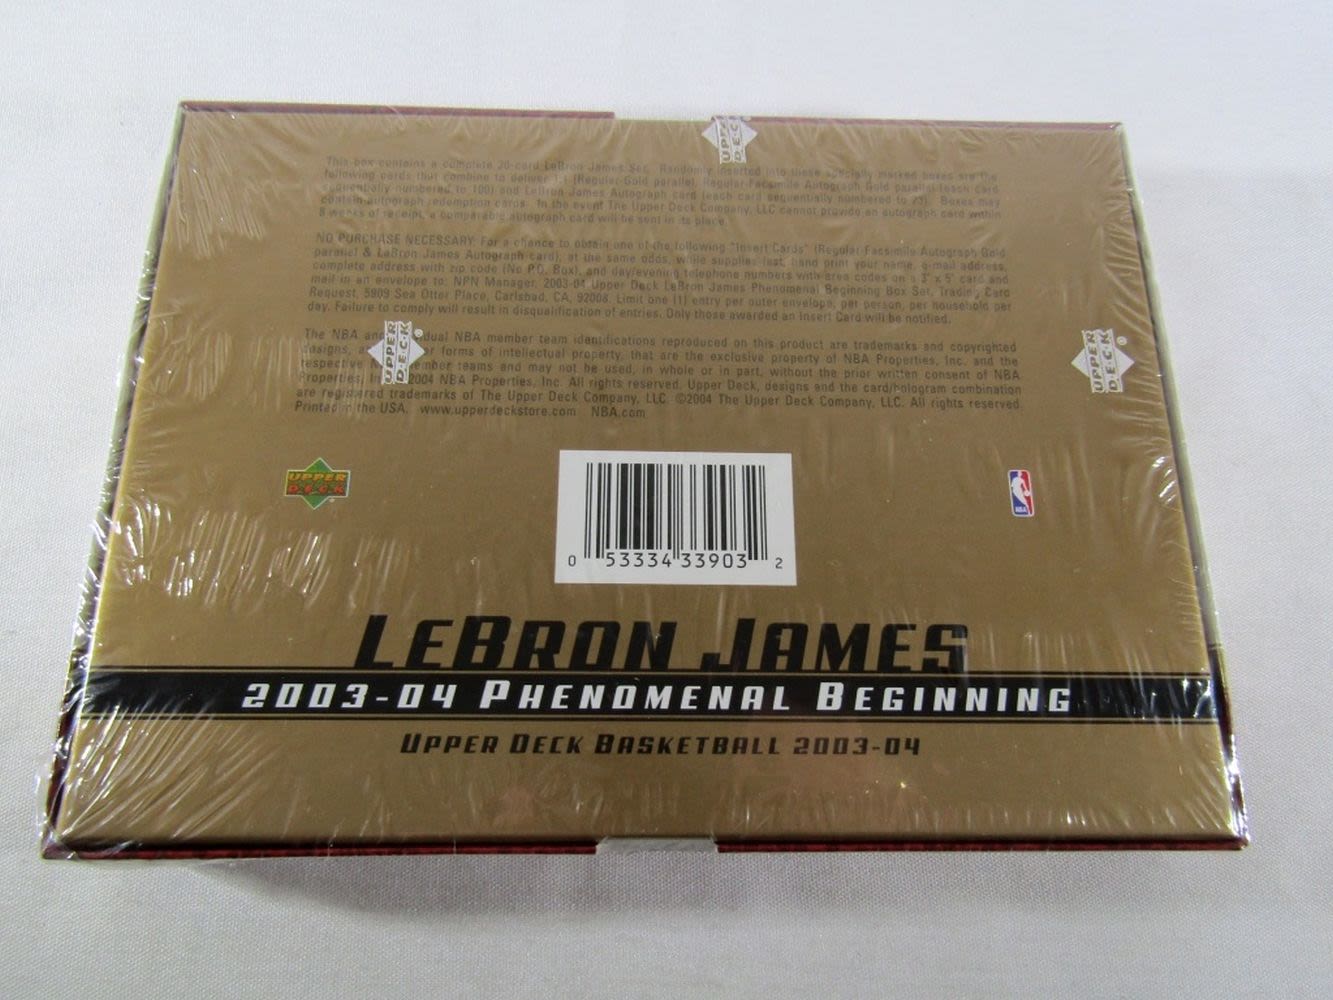 This box contains a complete 20-card LeBron James Set. Randomly inserted into these specially marked boxes are the
following cards that combine to deliver 1:1 (Regular-Gold parallel, Regular-Facsimile Autograph Gold parallel (each card
sequentially numbered to 100) and LeBron James Autograph card (each card sequentially numbered to 23). Boxes may
contain autograph redemption cards. In the event The Upper Deck Company, LLC cannot provide an autograph card within
8 weeks of receipt, a comparable autograph card will be sent in its place.
NO PURCHASE NECESSARY: For a chance to obtain one of the following "Insert Cards" (Regular-Facsimile Autograph Gold
parallel & LeBron James Autograph card), at the same odds, while supplies last, hand print your name, e-mail address,
complete address with zip code (No P.O. Box), and day/evening telephone numbers with area codes on a 3" x 5" card and
mail in an envelope to: NPN Manager, 2003-04 Upper Deck LeBron James Phenomenal Beginning Box Set, Trading Card
Request, 5909 Sea Otter Place, Carlsbad, CA, 92008. Limit one (1) entry per outer envelope, per person, per household per
day. Failure to comply will result in disqualification of entries. Only those awarded an Insert Card will be notified.
The NBA and dual NBA member team identifications reproduced on this product are trademarks and copyrighted
designs, a r forms of intellectual property, that are the exclusive property of NBA Properties, Inc. and the
respective N mber teams and may not be used, in whole or in part, without the prior written consent of NBA
Properties, In 2004 NBA Properties, Inc. All rights reserved. Upper Deck, designs and the card/hologram combination
are registered trademarks of The Upper Deck Company, LLC. ©2004 The Upper Deck Company, LLC. All rights reserved.
Printed in the USA. www.upperdeckstore.com NBA.com
UPPER
DECK
UPPER
DECK
UPPER
DECK
UPPER
DECK
NBA
0 53334 33903 2
LEBRON JAMES
2003-04 PHENOMENAL BEGINNING
UPPER DECK BASKETBALL 2003-04